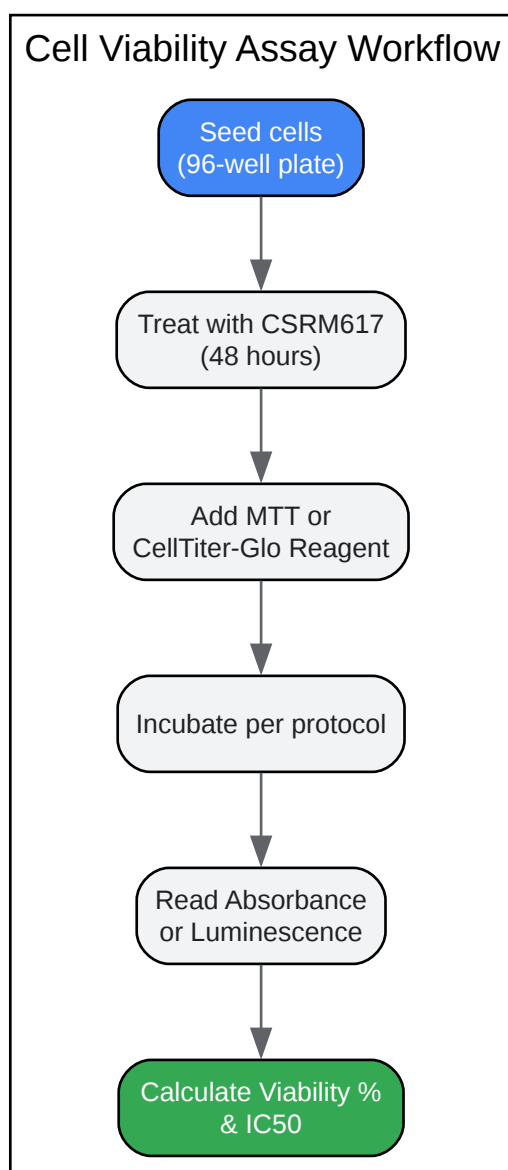 Cell Viability Assay Workflow
Seed cells
(96-well plate)
Treat with CSRM617
(48 hours)
Add MTT or
CellTiter-Glo Reagent
Incubate per protocol
Read Absorbance
or Luminescence
Calculate Viability %
& IC50